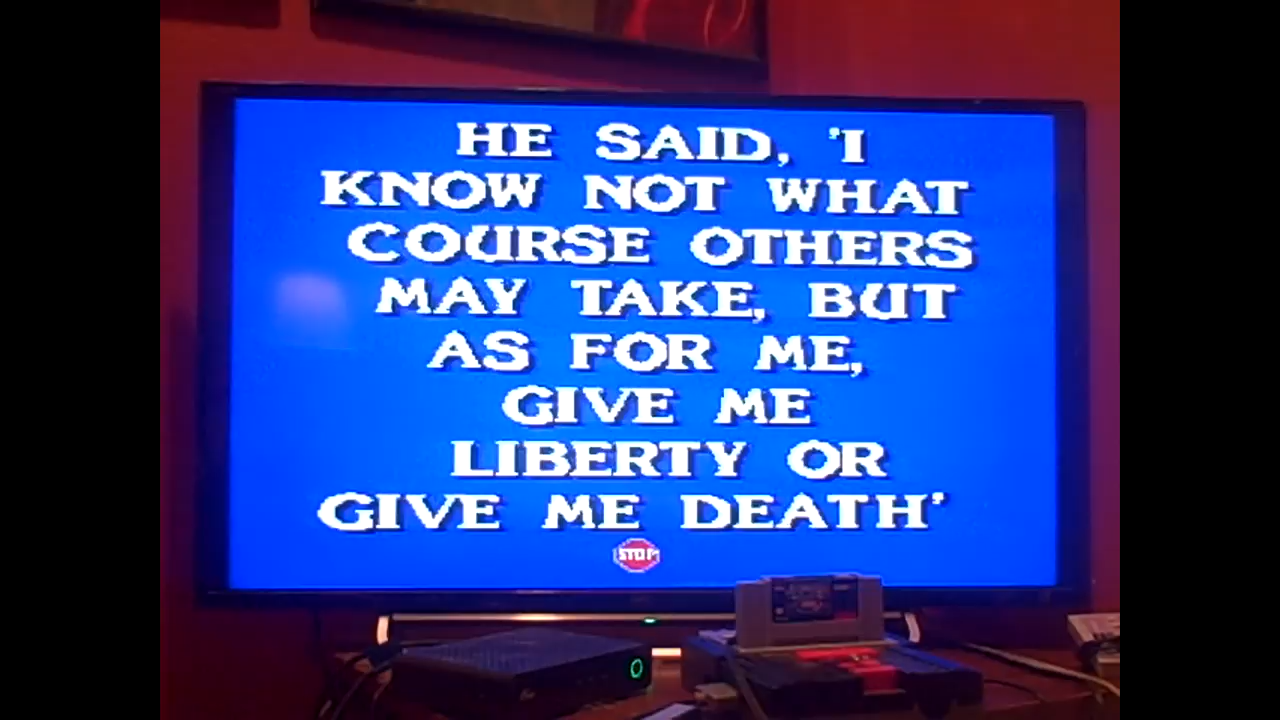 HE SAID, 'I
KNOW NOT WHAT
COURSE OTHERS
MAY TAKE, BUT
AS FOR ME,
GIVE ME
LIBERTY OR
GIVE ME DEATH'
STOP